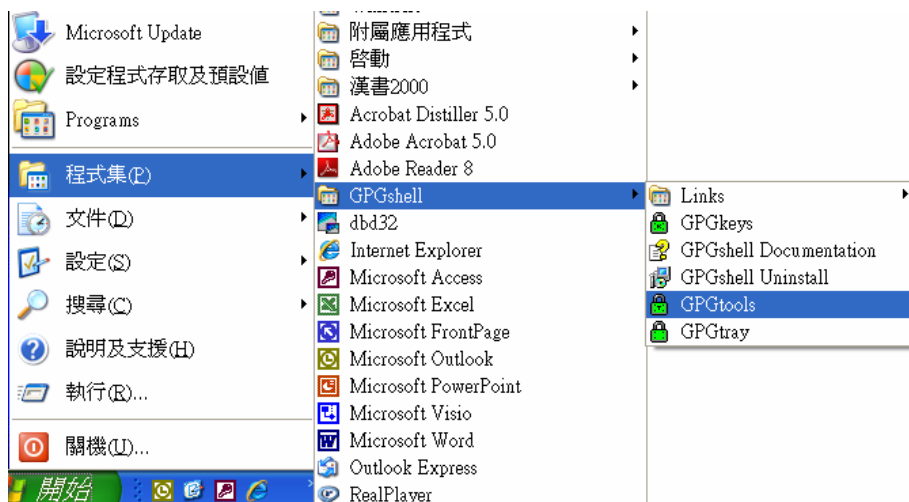 Microsoft Update
設定程式存取及預設値
Programs
程式集(P)
文件(D)
設定(S)
搜尋(C)
說明及支援(H)
執行(R)...
關機(U)...
開始
附屬應用程式
啓動
漢書2000
Acrobat Distiller 5.0
Adobe Acrobat 5.0
Adobe Reader 8
GPGshell
dbd32
Internet Explorer
Microsoft Access
Microsoft Excel
Microsoft FrontPage
Microsoft Outlook
Microsoft PowerPoint
Microsoft Visio
Microsoft Word
Outlook Express
RealPlayer
Links
GPGkeys
GPGshell Documentation
GPGshell Uninstall
GPGtools
GPGtray